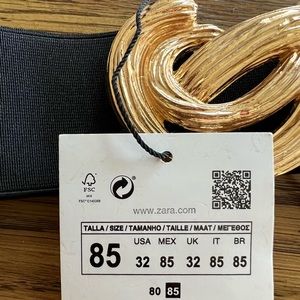 FSC
www.zara.com
TALLA / SIZE / TAMANHO / TAILLE / MAAT / ΜΕΓΕΘΟΣ
85
USA MEX UK IT BR
32 85 32 85 85
80 85